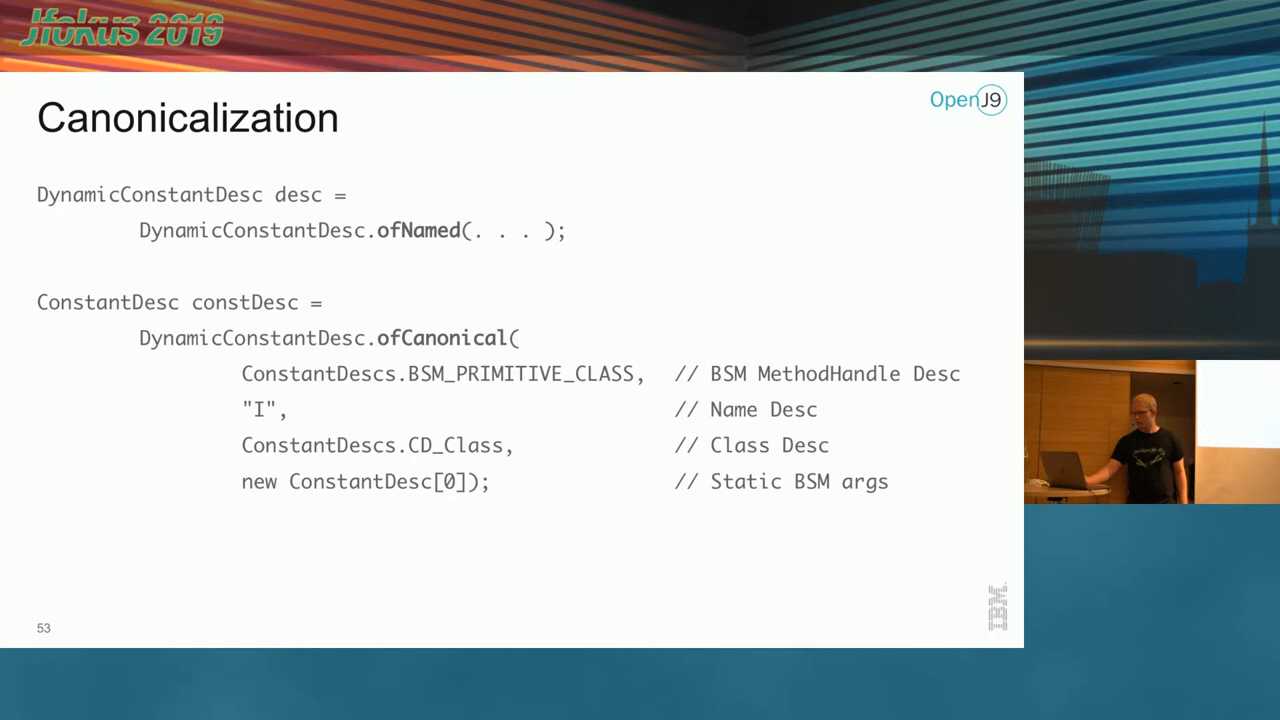 Jfokus 2019
Canonicalization
OpenJ9
DynamicConstantDesc desc =
DynamicConstantDesc.ofNamed(. . . );
ConstantDesc constDesc =
DynamicConstantDesc.ofCanonical(
ConstantDescs.BSM_PRIMITIVE_CLASS, // BSM MethodHandle Desc
"I", // Name Desc
ConstantDescs.CD_Class, // Class Desc
new ConstantDesc[0]); // Static BSM args
IBM
53